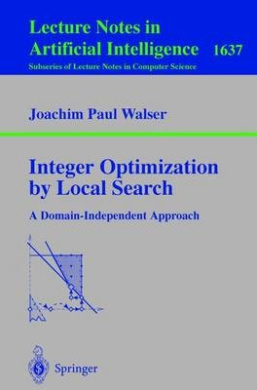 Lecture Notes in
Artificial Intelligence 1637
Subseries of Lecture Notes in Computer Science
Joachim Paul Walser
Integer Optimization
by Local Search
A Domain-Independent Approach
Springer